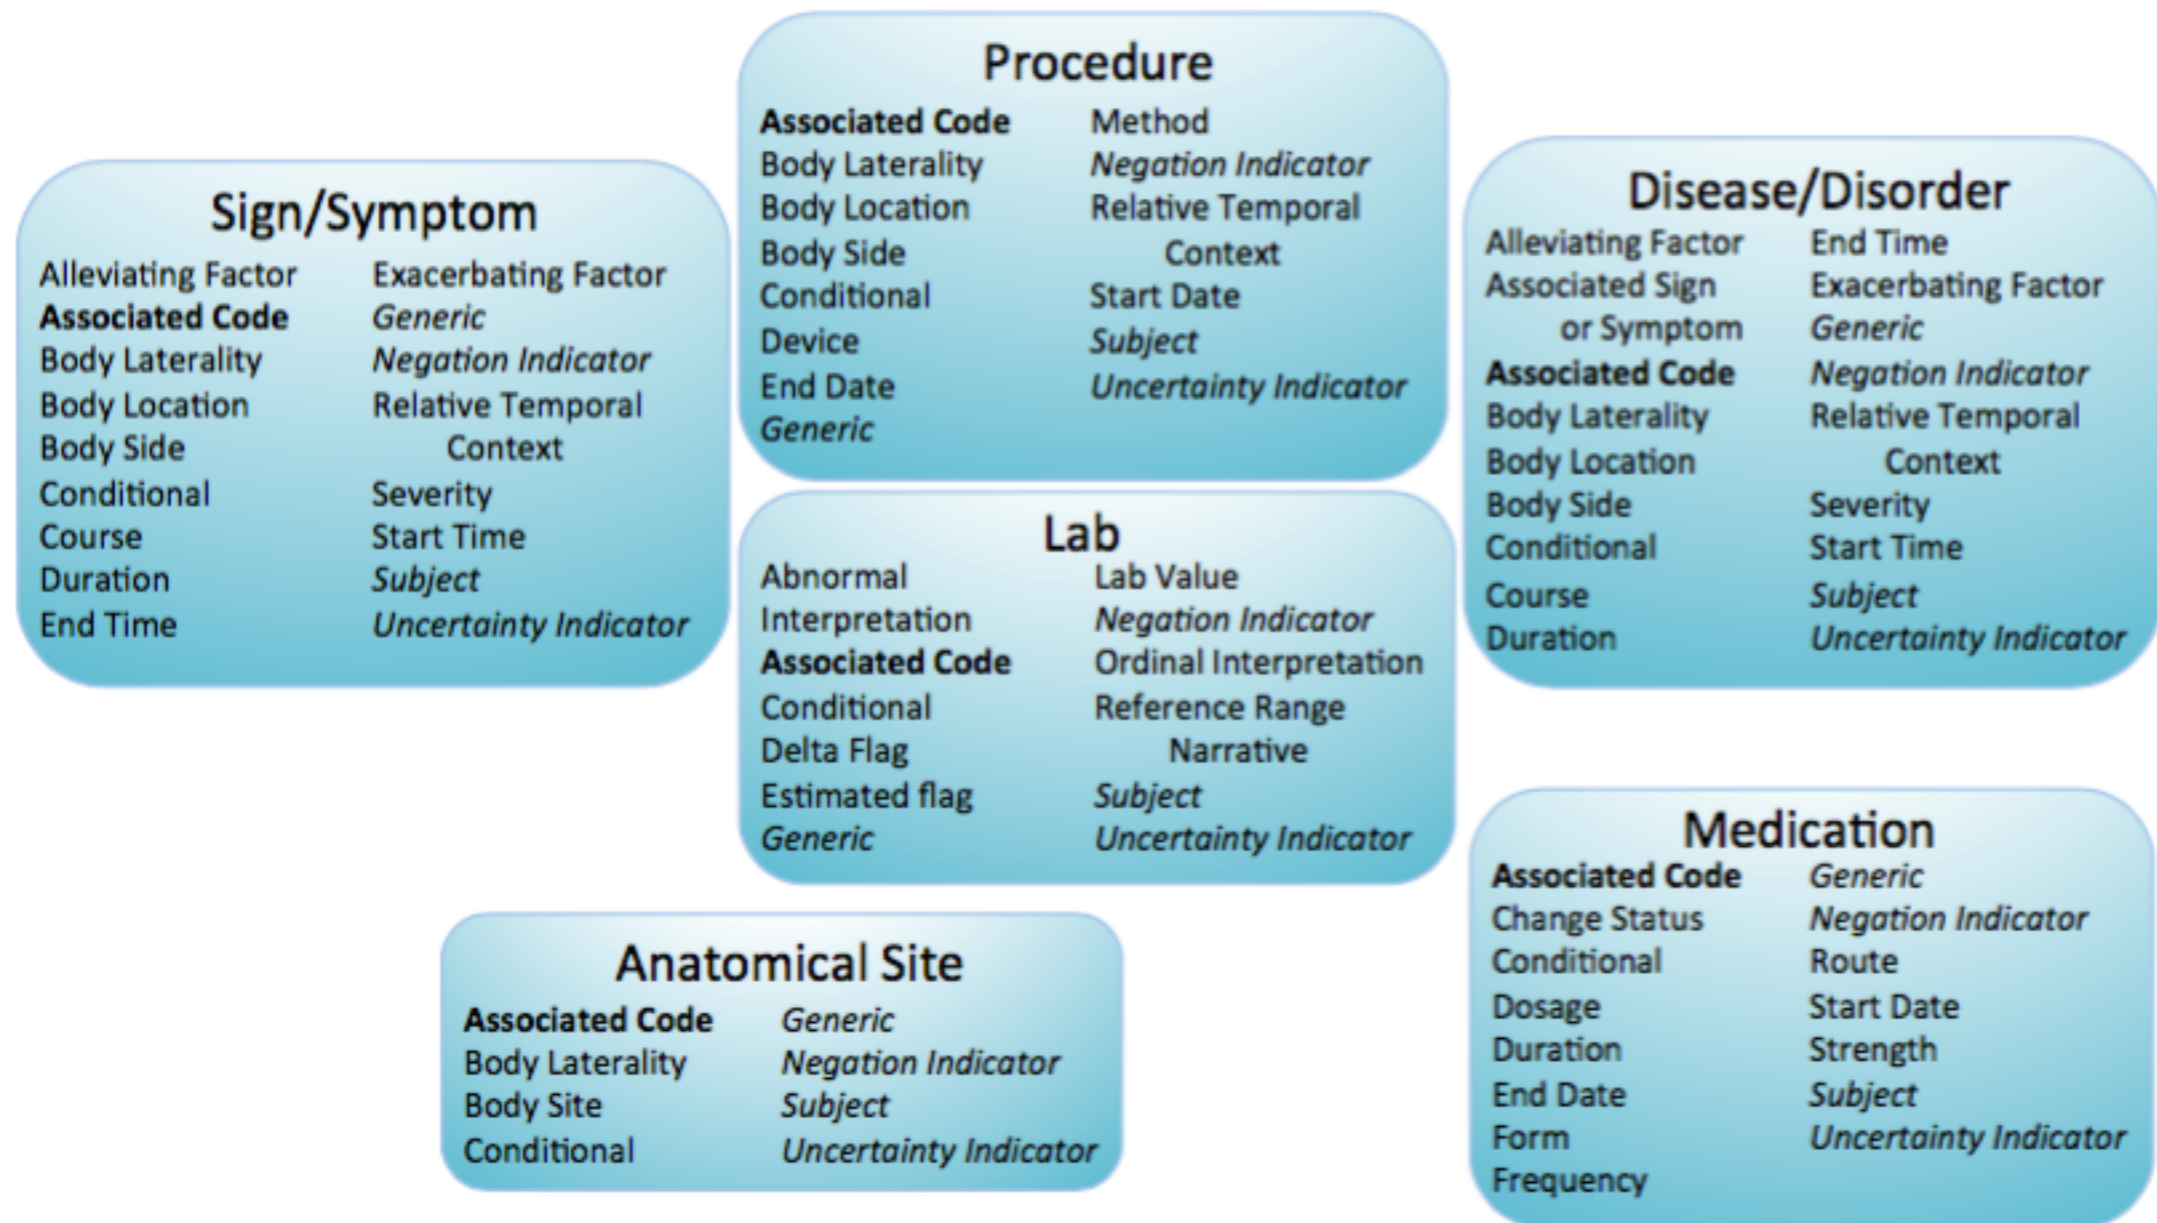 Procedure
Associated Code
Body Laterality
Body Location
Body Side
Conditional
Device
End Date
Generic
Method
Negation Indicator
Relative Temporal
Context
Start Date
Subject
Uncertainty Indicator
Sign/Symptom
Alleviating Factor
Associated Code
Body Laterality
Body Location
Body Side
Conditional
Course
Duration
End Time
Exacerbating Factor
Generic
Negation Indicator
Relative Temporal
Context
Severity
Start Time
Subject
Uncertainty Indicator
Disease/Disorder
Alleviating Factor
Associated Sign
or Symptom
Associated Code
Body Laterality
Body Location
Body Side
Conditional
Course
Duration
End Time
Exacerbating Factor
Generic
Negation Indicator
Relative Temporal
Context
Severity
Start Time
Subject
Uncertainty Indicator
Lab
Abnormal
Interpretation
Associated Code
Conditional
Delta Flag
Estimated flag
Generic
Lab Value
Negation Indicator
Ordinal Interpretation
Reference Range
Narrative
Subject
Uncertainty Indicator
Medication
Associated Code
Change Status
Conditional
Dosage
Duration
End Date
Form
Frequency
Generic
Negation Indicator
Route
Start Date
Strength
Subject
Uncertainty Indicator
Anatomical Site
Associated Code
Body Laterality
Body Site
Conditional
Generic
Negation Indicator
Subject
Uncertainty Indicator